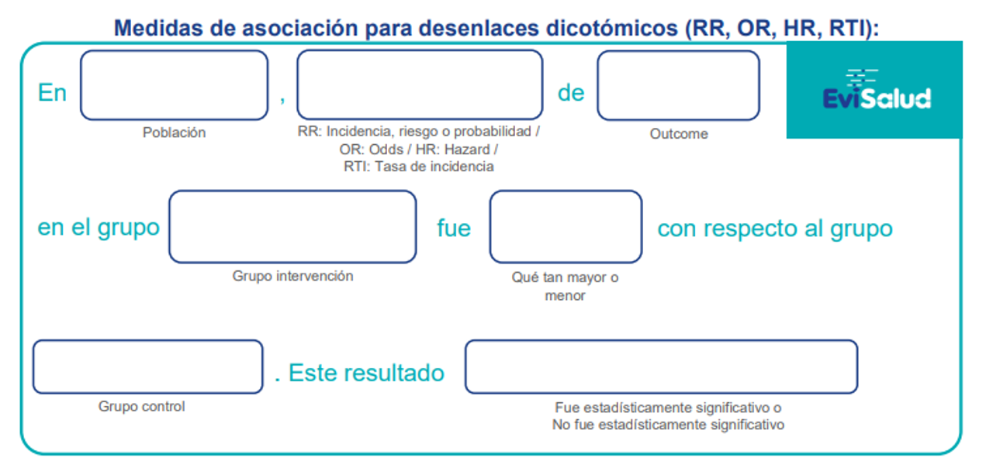 Medidas de asociación para desenlaces dicotómicos (RR, OR, HR, RTI):
En , de
EviSalud
Población
RR: Incidencia, riesgo o probabilidad /
OR: Odds / HR: Hazard /
RTI: Tasa de incidencia
Outcome
en el grupo fue con respecto al grupo
Grupo intervención
Qué tan mayor o
menor
. Este resultado
Grupo control
Fue estadísticamente significativo o
No fue estadísticamente significativo